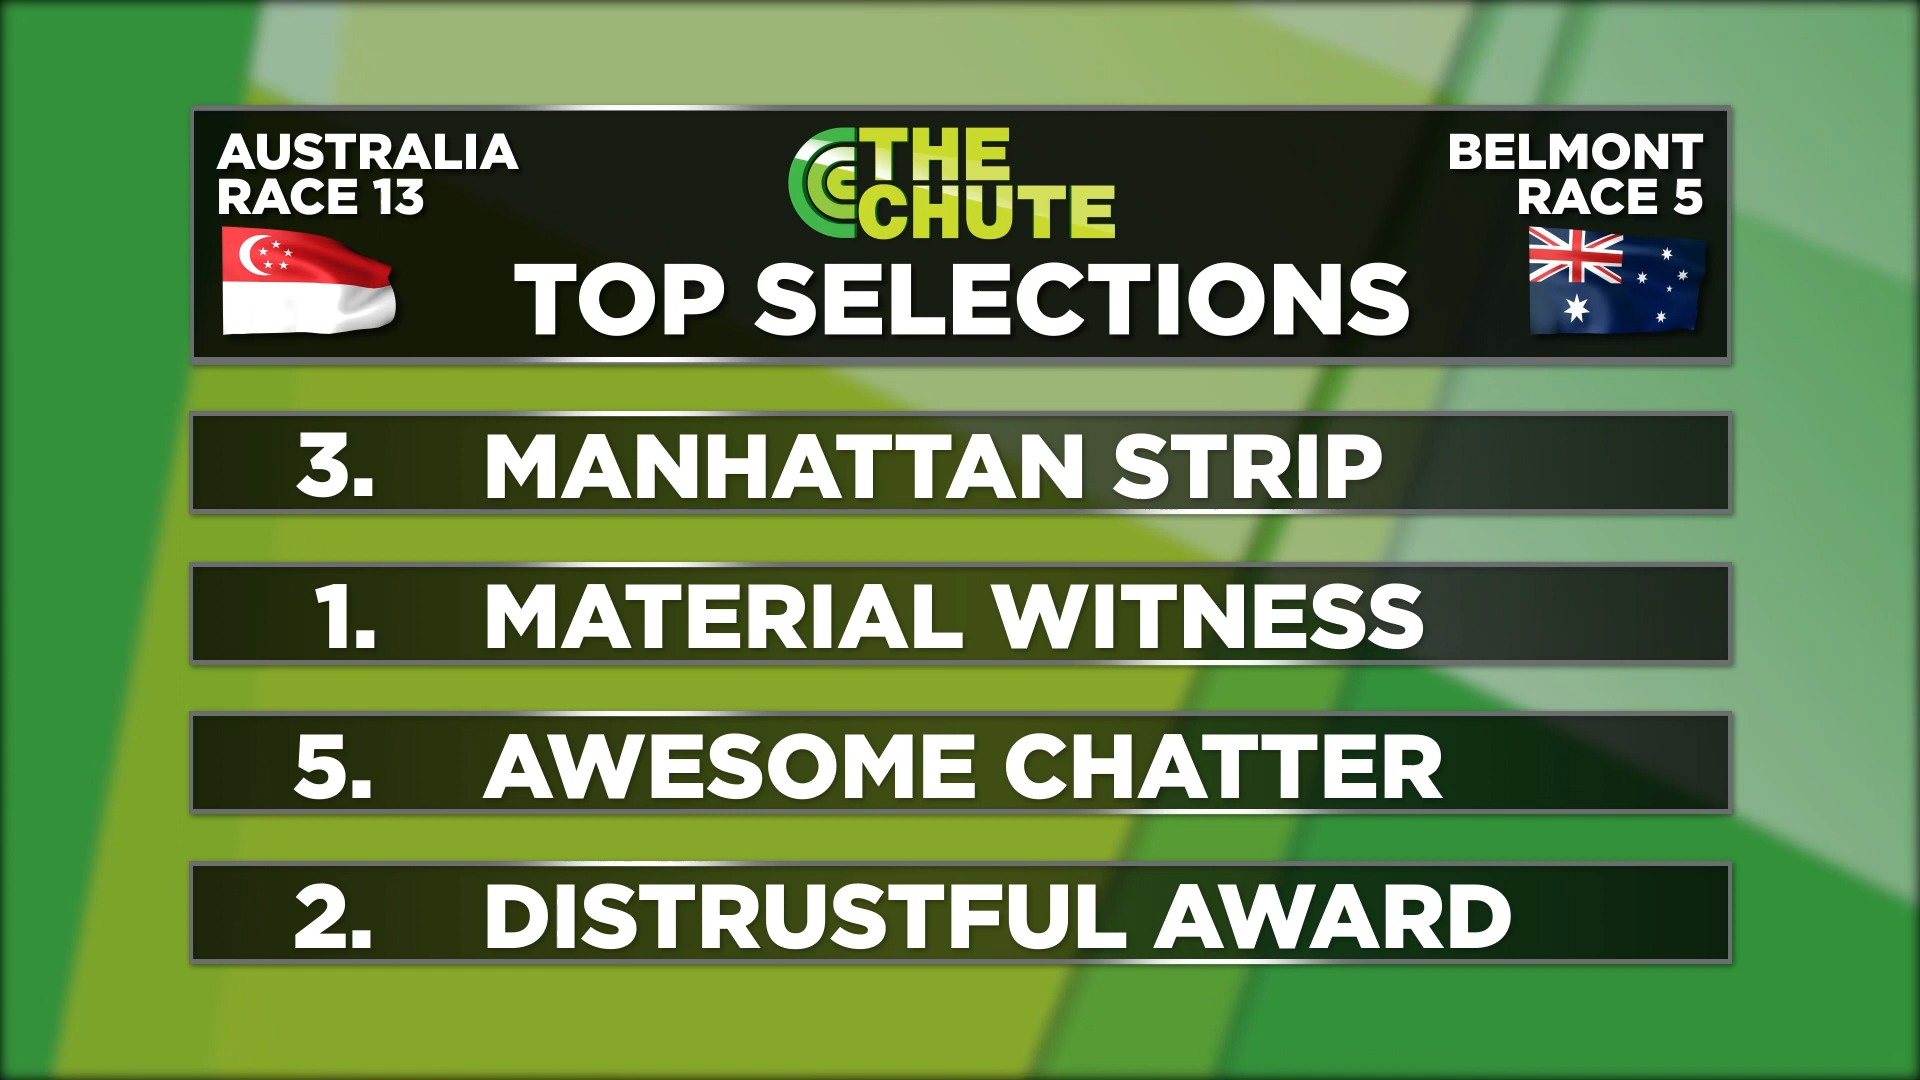 AUSTRALIA
RACE 13
THE
CHUTE
BELMONT
RACE 5
TOP SELECTIONS
3. MANHATTAN STRIP
1. MATERIAL WITNESS
5. AWESOME CHATTER
2. DISTRUSTFUL AWARD